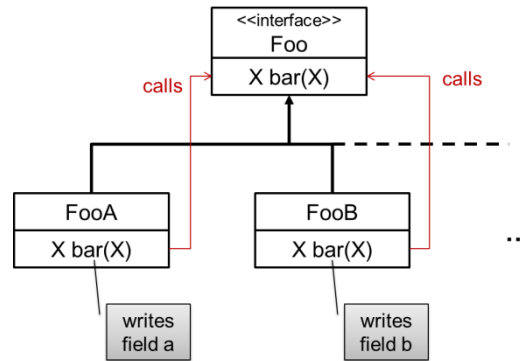 <<interface>>
Foo
X bar(X)
calls
calls
FooA
X bar(X)
FooB
X bar(X)
..
writes
field a
writes
field b